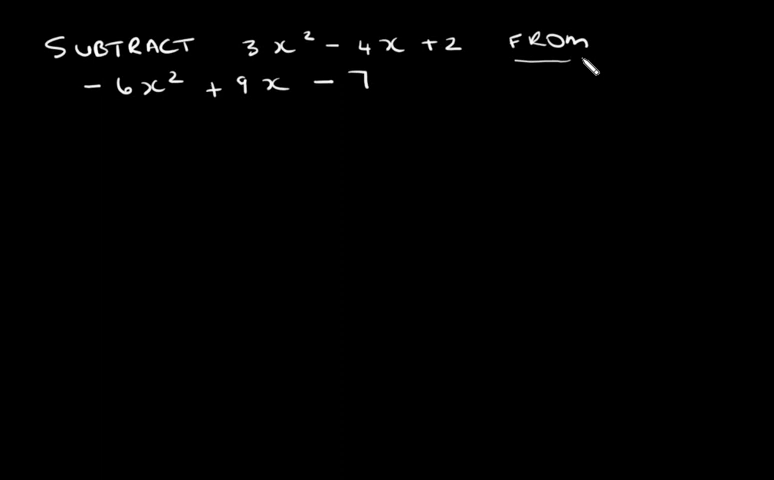 SUBTRACT 3x² - 4x + 2 FROM
- 6x² + 9x - 7